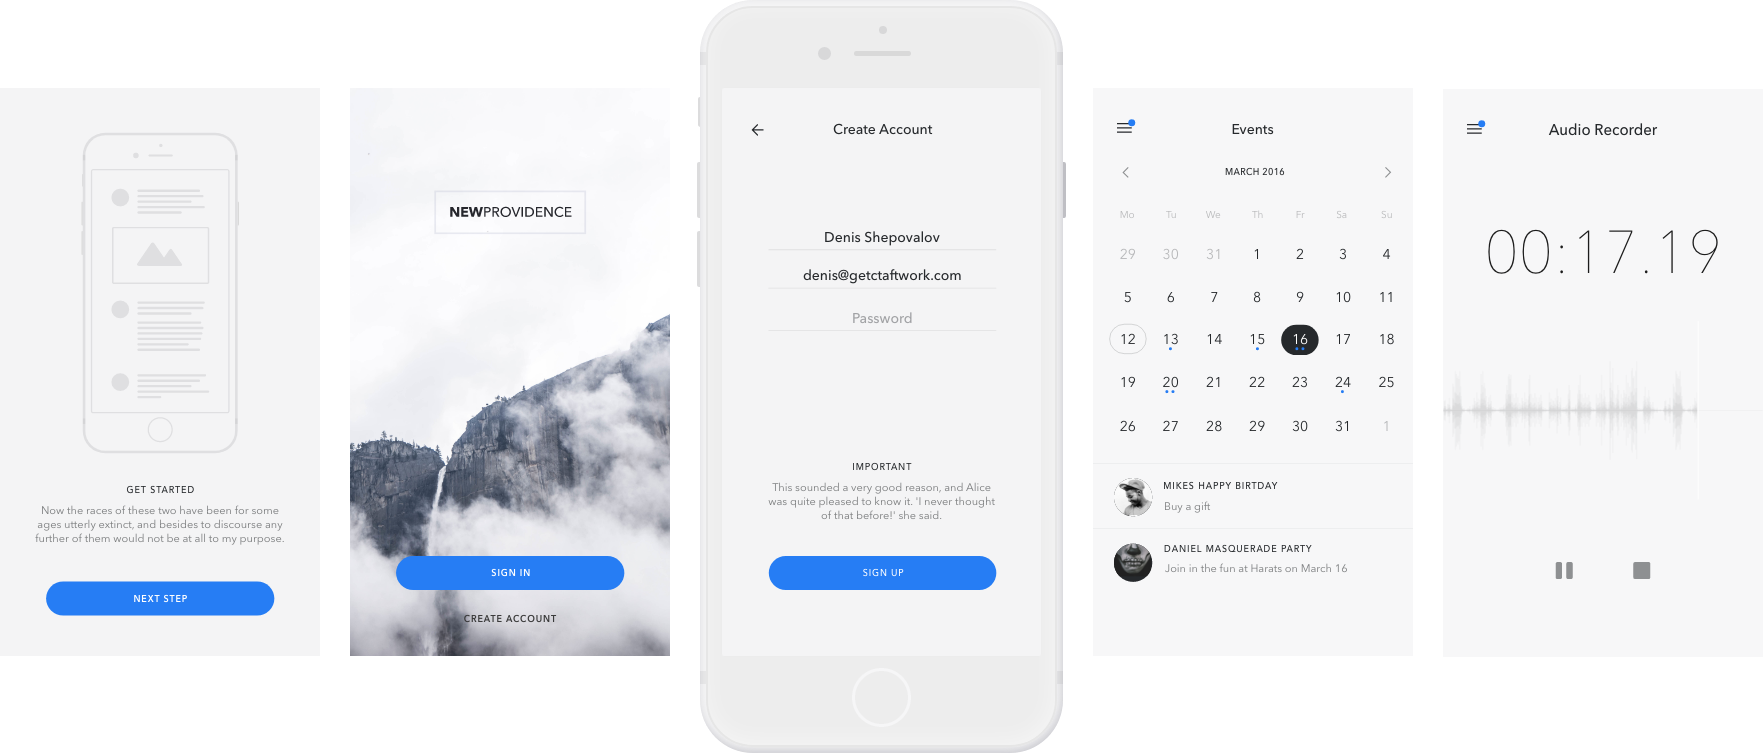 GET STARTED
Now the races of these two have been for some
ages utterly extinct, and besides to discourse any
further of them would not be at all to my purpose.
NEXT STEP
NEWPROVIDENCE
SIGN IN
CREATE ACCOUNT
Create Account
Denis Shepovalov
denis@getctaftwork.com
Password
IMPORTANT
This sounded a very good reason, and Alice
was quite pleased to know it. 'I never thought
of that before!' she said.
SIGN UP
Events
MARCH 2016
Mo Tu We Th Fr Sa Su
29 30 31 1 2 3 4
5 6 7 8 9 10 11
12 13 14 15 16 17 18
19 20 21 22 23 24 25
26 27 28 29 30 31 1
MIKES HAPPY BIRTDAY
Buy a gift
DANIEL MASQUERADE PARTY
Join in the fun at Harats on March 16
Audio Recorder
00:17.19